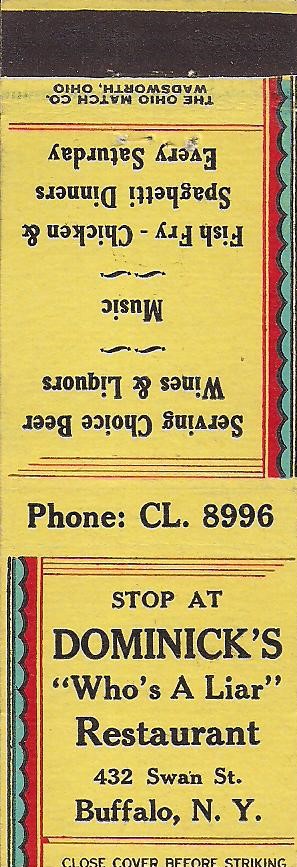 STOP AT
DOMINICK'S
"Who's A Liar"
Restaurant
432 Swan St.
Buffalo, N. Y.
CLOSE COVER BEFORE STRIKING
Phone: CL. 8996
Serving Choice Beer
Wines & Liquors
Music
Fish Fry - Chicken &
Spaghetti Dinners
Every Saturday
THE OHIO MATCH CO.
WADSWORTH, OHIO